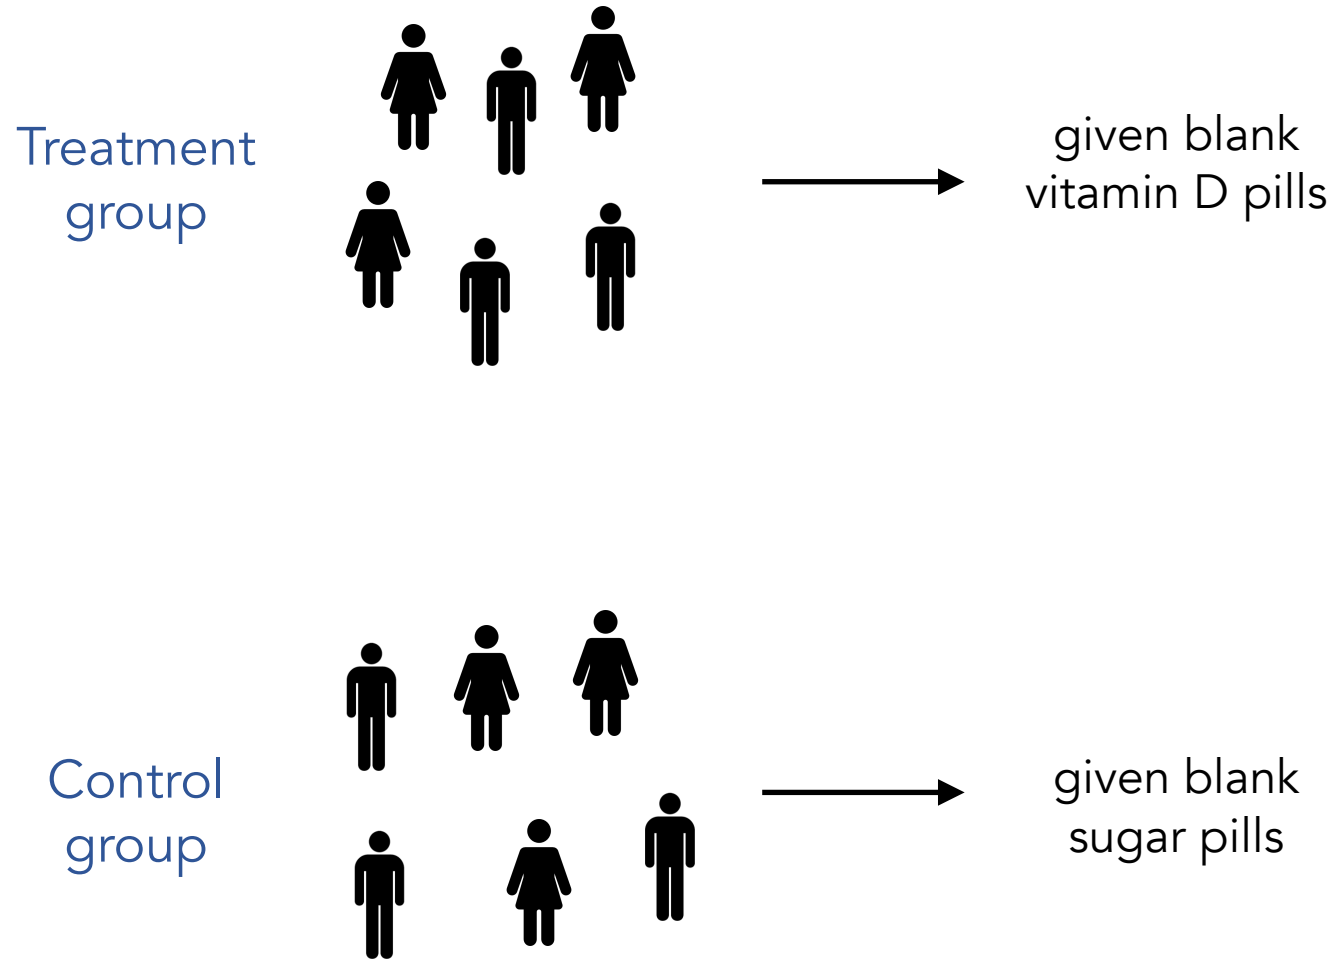 Treatment
group
given blank
vitamin D pills
Control
group
given blank
sugar pills